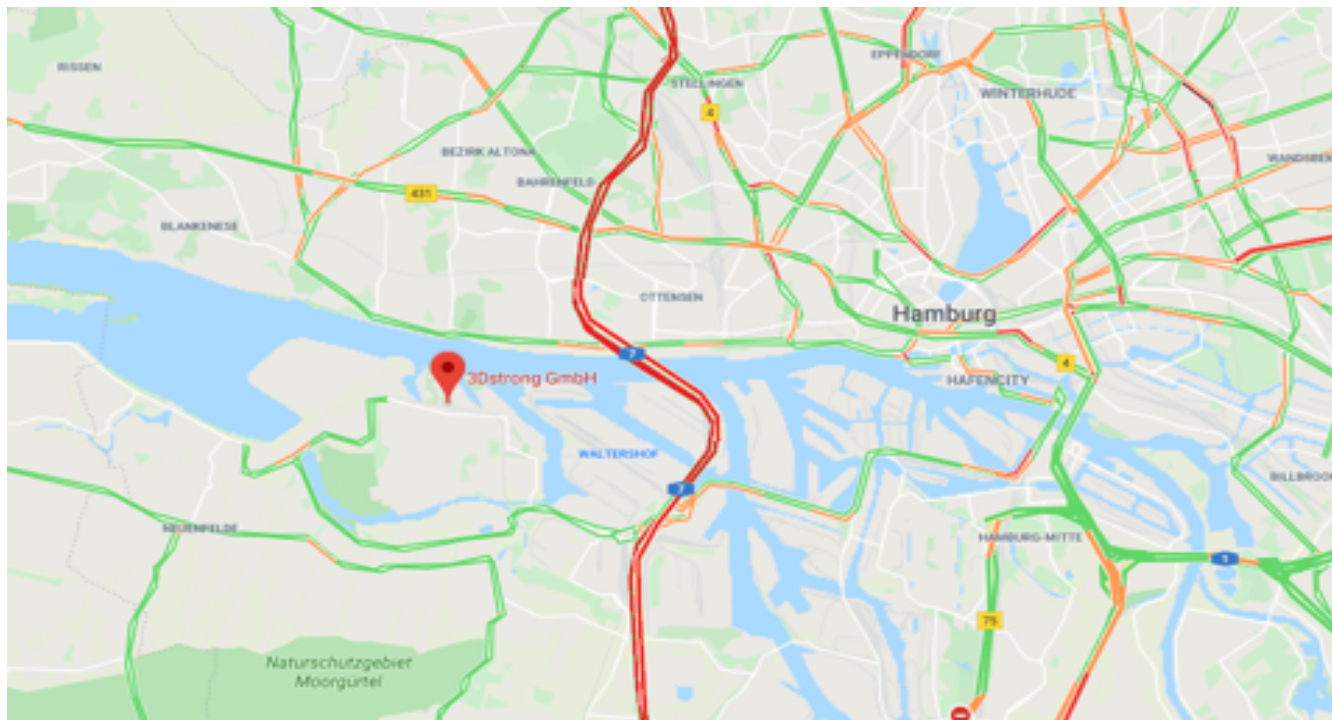 RISSEN
STELLINGEN
EPPENDORF
WINTERHUDE
4
BEZIRK ALTONA
WANDSBEK
BAHRENFELD
431
BLANKENESE
OTTENSEN
Hamburg
7
4
3Dstrong GmbH
HAFENCITY
WALTERSHOF
7
BILLBROOK
NEUENFELDE
HAMBURG-MITTE
1
75
Naturschutzgebiet
Moorgürtel